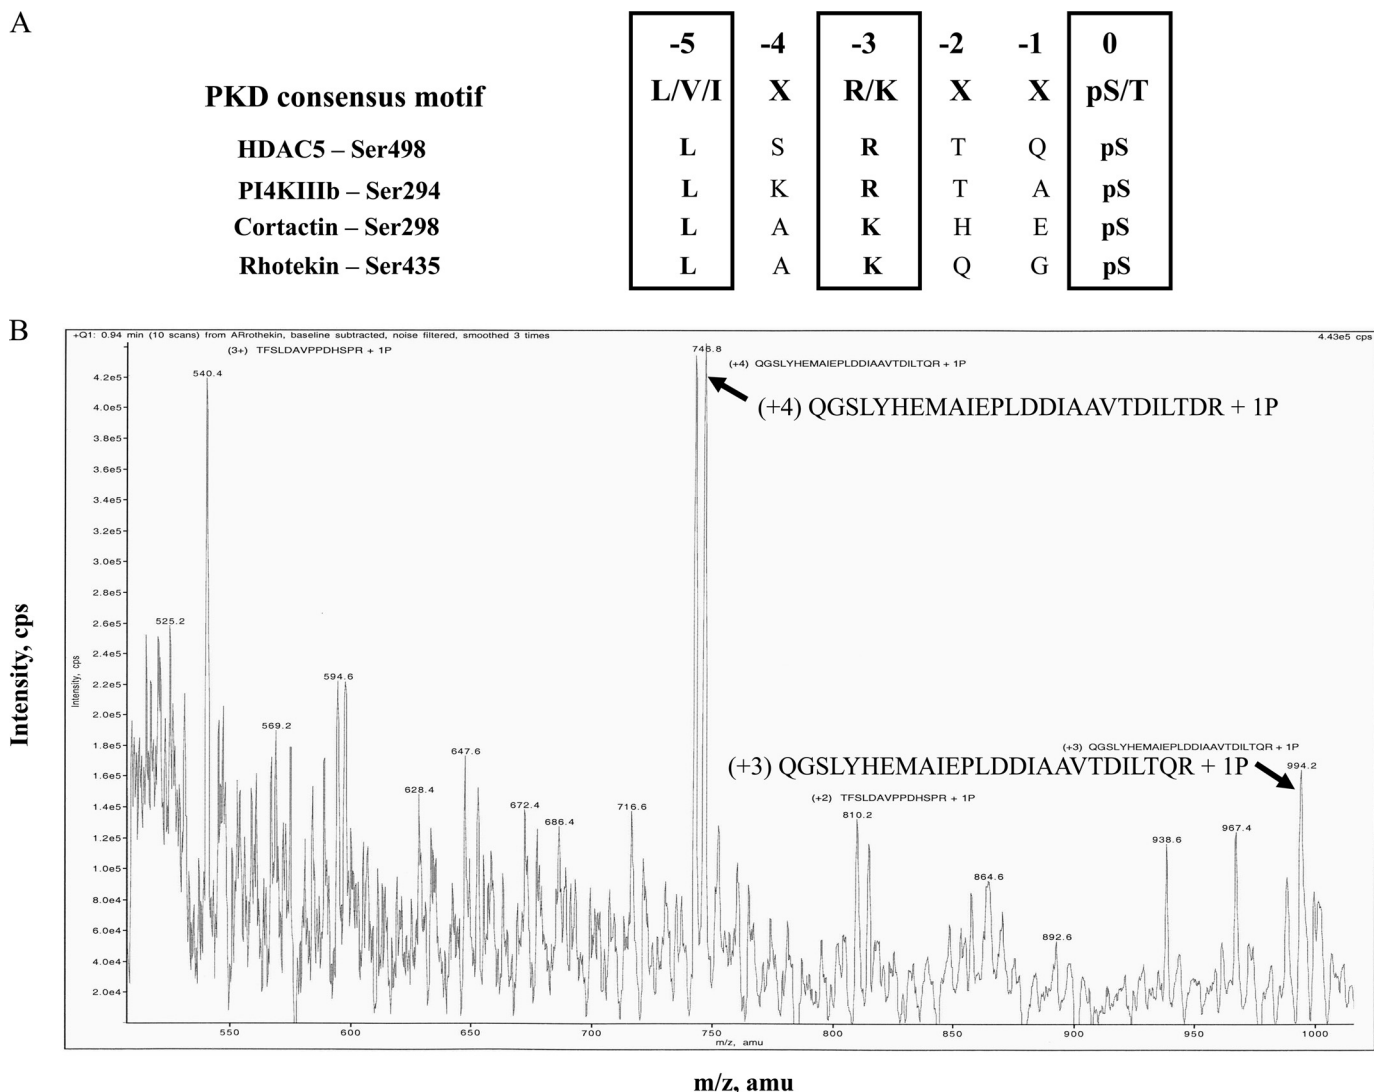 A
-5 -4 -3 -2 -1 0
PKD consensus motif L/V/I X R/K X X pS/T
HDAC5 – Ser498 L S R T Q pS
PI4KIIIb – Ser294 L K R T A pS
Cortactin – Ser298 L A K H E pS
Rhotekin – Ser435 L A K Q G pS
B
+Q1: 0.94 min (10 scans) from ARrothekin, baseline subtracted, noise filtered, smoothed 3 times
4.43e5 cps
(3+) TFSLDAVPPDHSPR + 1P
746.8
(+4) QGSLYHEMAIEPLDDIAAVTDILTQR + 1P
540.4
4.2e5
4.0e5
(+4) QGSLYHEMAIEPLDDIAAVTDILTDR + 1P
3.8e5
3.6e5
3.4e5
3.2e5
3.0e5
2.8e5
2.6e5
525.2
2.4e5
2.2e5
594.6
2.0e5
569.2
1.8e5
647.6
(+3) QGSLYHEMAIEPLDDIAAVTDILTQR + 1P
(+3) QGSLYHEMAIEPLDDIAAVTDILTQR + 1P
994.2
1.6e5
628.4
(+2) TFSLDAVPPDHSPR + 1P
1.4e5
672.4
716.6
810.2
686.4
1.2e5
938.6
967.4
1.0e5
864.6
8.0e4
6.0e4
892.6
4.0e4
2.0e4
Intensity, cps
Intensity, cps
550 600 650 700 750 800 850 900 950 1000
m/z, amu
m/z, amu